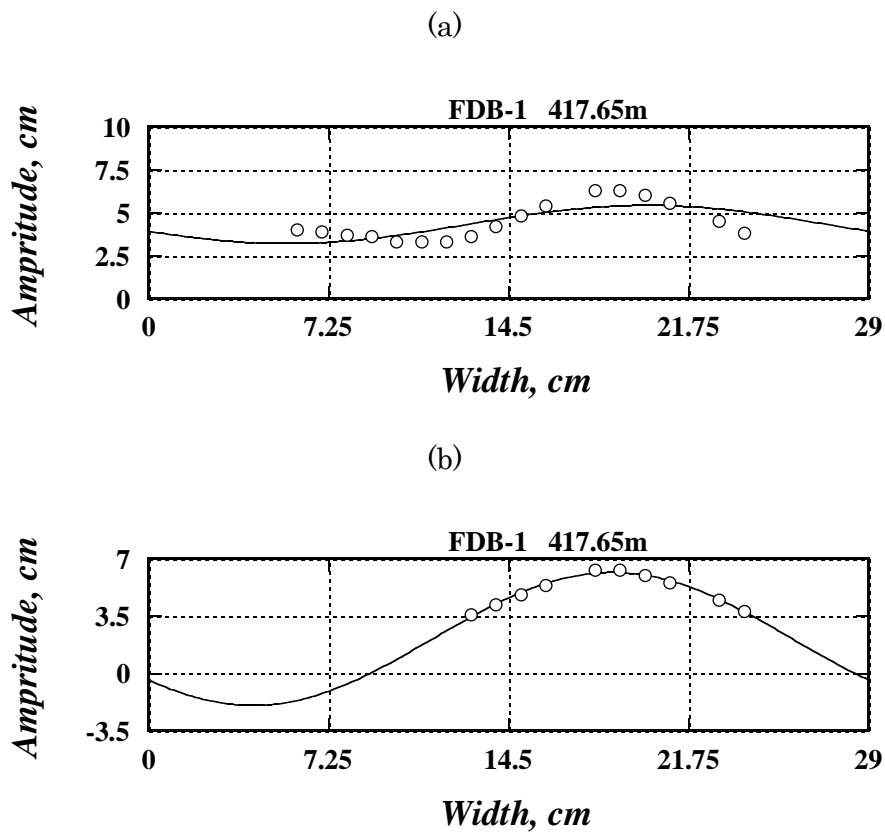 (a)
FDB-1 417.65m
Ampritude, cm
10
7.5
5
2.5
0
0 7.25 14.5 21.75 29
Width, cm
(b)
FDB-1 417.65m
Ampritude, cm
7
3.5
0
-3.5
0 7.25 14.5 21.75 29
Width, cm